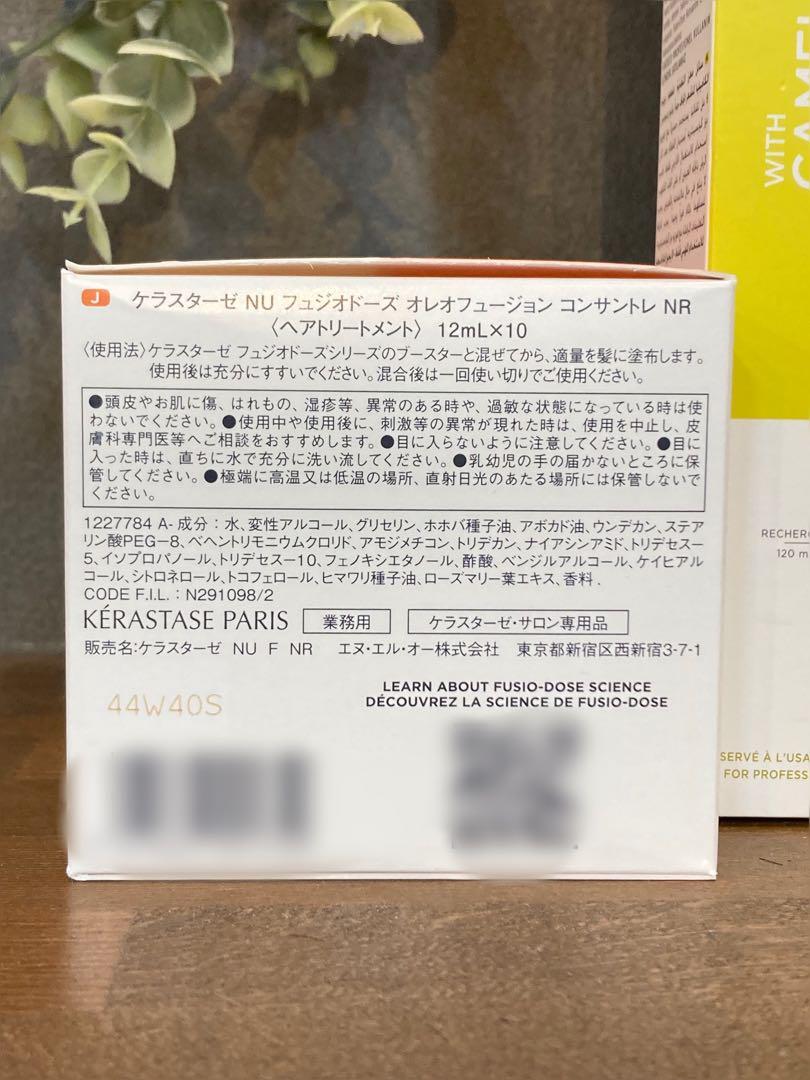 J ケラスターゼ NU フュジオドーズ オレオフュージョン コンサントレ NR
〈ヘアトリートメント〉 12mL×10
〈使用法〉ケラスターゼ フュジオドーズシリーズのブースターと混ぜてから、適量を髪に塗布します。
使用後は充分にすすいでください。混合後は一回使い切りでご使用ください。
●頭皮やお肌に傷、はれもの、湿疹等、異常のある時や、過敏な状態になっている時は使
わないでください。●使用中や使用後に、刺激等の異常が現れた時は、使用を中止し、皮
膚科専門医等へご相談をおすすめします。●目に入らないように注意してください。●目に
入った時は、直ちに水で充分に洗い流してください。●乳幼児の手の届かないところに保
管してください。●極端に高温又は低温の場所、直射日光のあたる場所には保管しないで
ください。
1227784 A- 成分：水、変性アルコール、グリセリン、ホホバ種子油、アボカド油、ウンデカン、ステア
リン酸PEG-8、ベヘントリモニウムクロリド、アモジメチコン、トリデカン、ナイアシンアミド、トリデセス-
5、イソプロパノール、トリデセス-10、フェノキシエタノール、酢酸、ベンジルアルコール、ケイヒアル
コール、シトロネロール、トコフェロール、ヒマワリ種子油、ローズマリー葉エキス、香料.
CODE F.I.L. : N291098/2
KÉRASTASE PARIS 業務用 ケラスターゼ・サロン専用品
販売名:ケラスターゼ NU F NR エヌ・エル・オー株式会社 東京都新宿区西新宿3-7-1
44W40S
LEARN ABOUT FUSIO-DOSE SCIENCE
DÉCOUVREZ LA SCIENCE DE FUSIO-DOSE
WITH
RECHER
120 m
SERVÉ À L'USA
FOR PROFESS